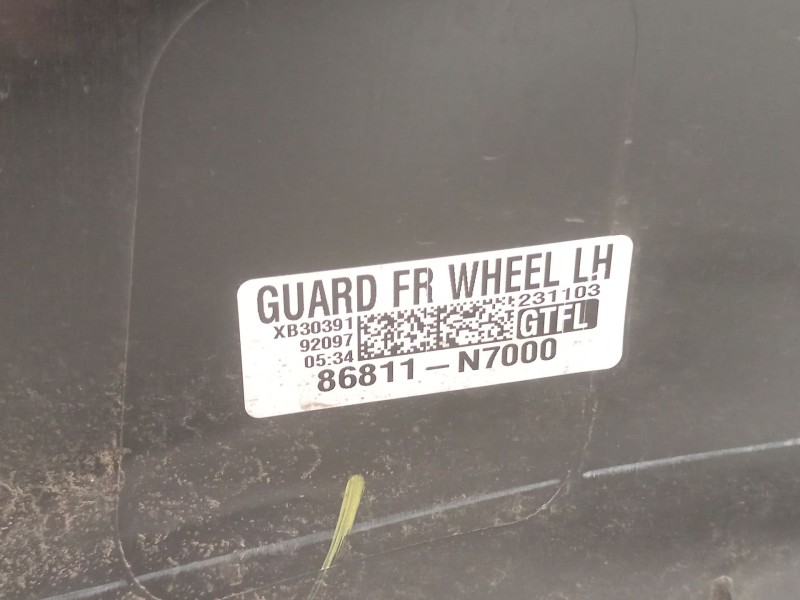 GUARD FR WHEEL LH
XB30391 231103
92097 GTFL
05:34
86811-N7000